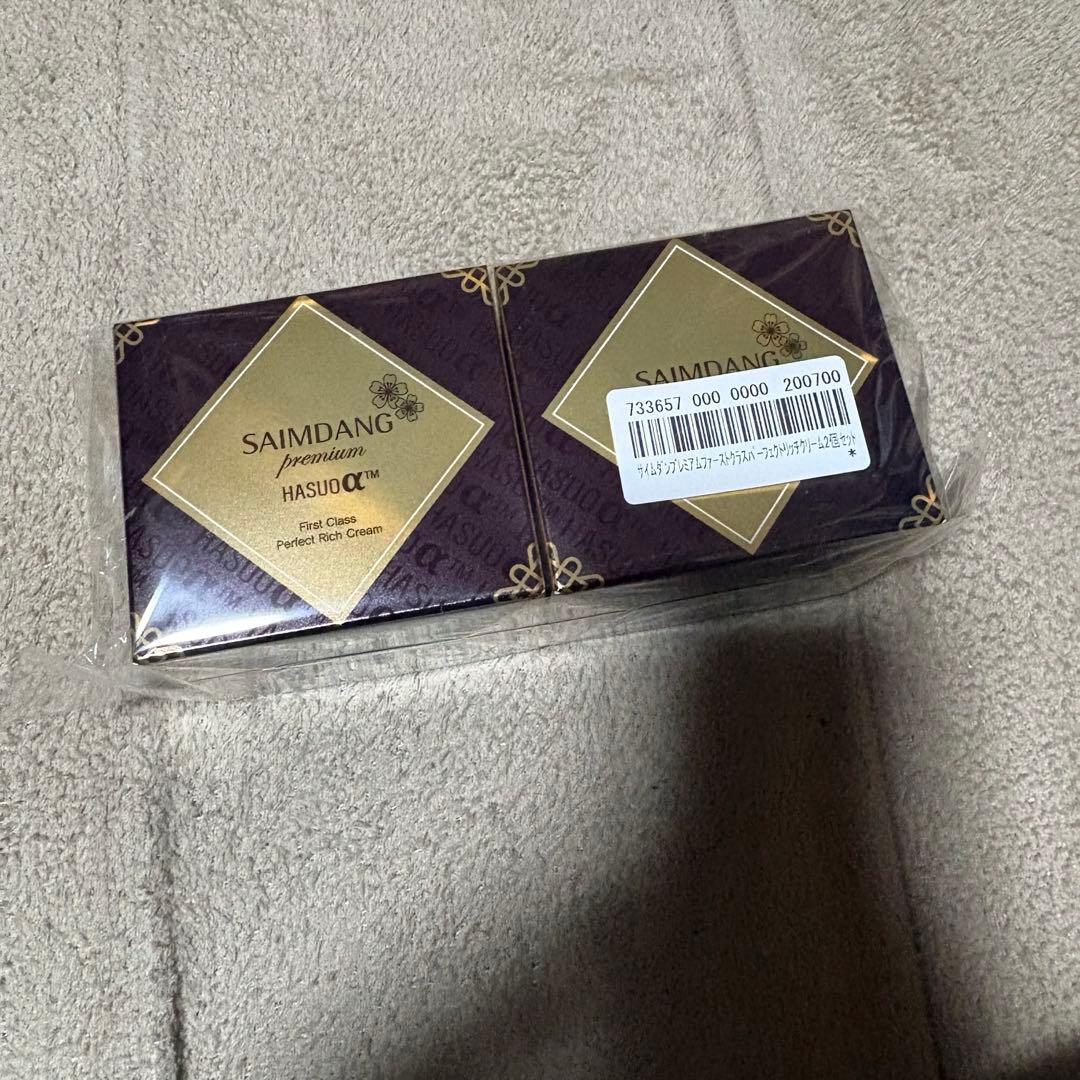 SAIMDANG
premium
HASUO α™
First Class
Perfect Rich Cream
SAIMDANG
733657 000 0000 200700
サイムダンプレミアムファーストクラスパーフェクトリッチクリーム2個セット
*